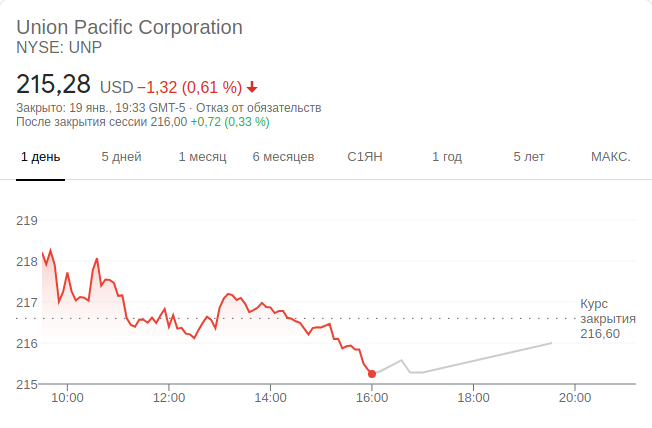 Union Pacific Corporation
NYSE: UNP
215,28 USD −1,32 (0,61 %)
Закрыто: 19 янв., 19:33 GMT-5 · Отказ от обязательств
После закрытия сессии 216,00 +0,72 (0,33 %)
1 день 5 дней 1 месяц 6 месяцев С1ЯН 1 год 5 лет МАКС.
219
218
217
216
215
Курс
закрытия
216,60
10:00 12:00 14:00 16:00 18:00 20:00